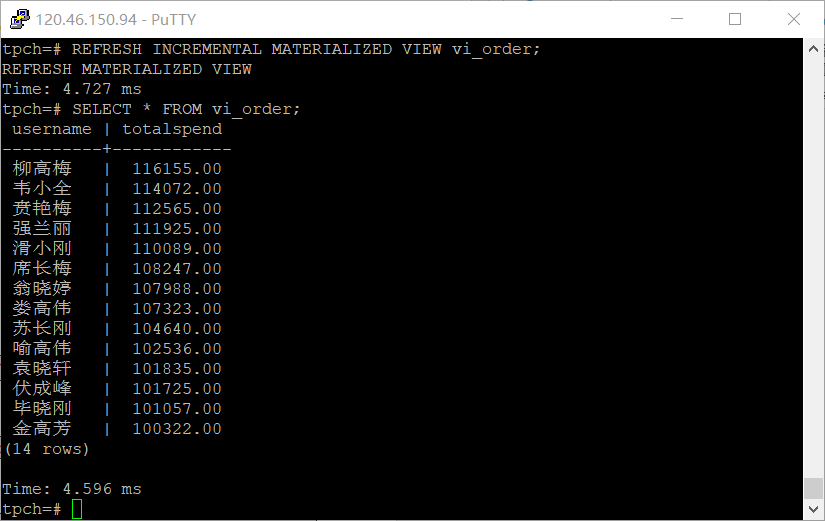 120.46.150.94 - PuTTY
tpch=# REFRESH INCREMENTAL MATERIALIZED VIEW vi_order;
REFRESH MATERIALIZED VIEW
Time: 4.727 ms
tpch=# SELECT * FROM vi_order;
 username | totalspend
----------+------------
 柳高梅   |  116155.00
 韦小全   |  114072.00
 贲艳梅   |  112565.00
 强兰丽   |  111925.00
 滑小刚   |  110089.00
 席长梅   |  108247.00
 翁晓婷   |  107988.00
 娄高伟   |  107323.00
 苏长刚   |  104640.00
 喻高伟   |  102536.00
 袁晓轩   |  101835.00
 伏成峰   |  101725.00
 毕晓刚   |  101057.00
 金高芳   |  100322.00
(14 rows)
Time: 4.596 ms
tpch=#